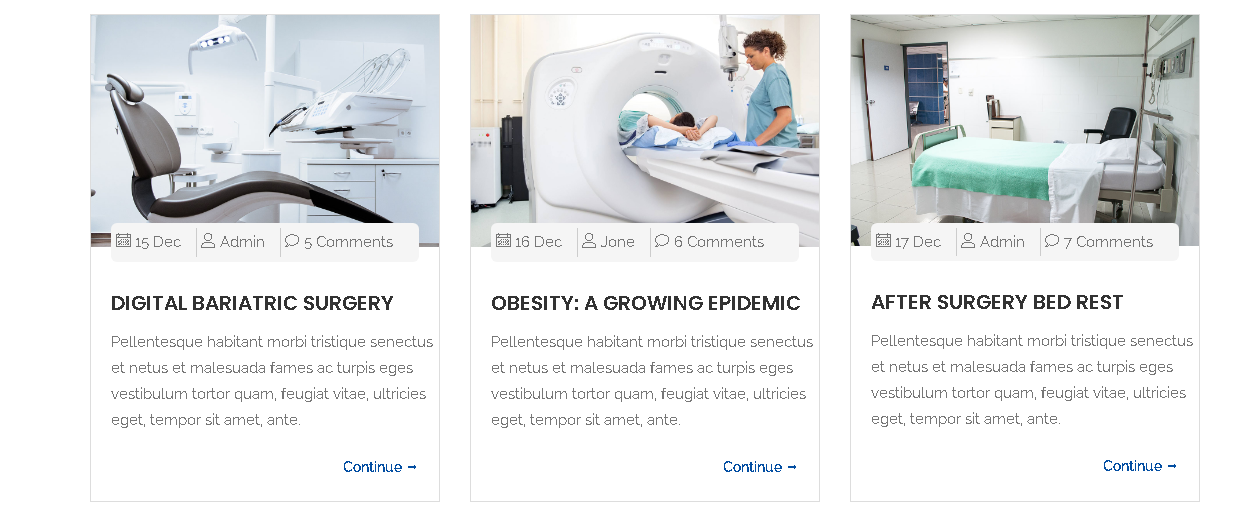 15 Dec Admin 5 Comments
DIGITAL BARIATRIC SURGERY
Pellentesque habitant morbi tristique senectus
et netus et malesuada fames ac turpis eges
vestibulum tortor quam, feugiat vitae, ultricies
eget, tempor sit amet, ante.
Continue →
16 Dec Jone 6 Comments
OBESITY: A GROWING EPIDEMIC
Pellentesque habitant morbi tristique senectus
et netus et malesuada fames ac turpis eges
vestibulum tortor quam, feugiat vitae, ultricies
eget, tempor sit amet, ante.
Continue →
17 Dec Admin 7 Comments
AFTER SURGERY BED REST
Pellentesque habitant morbi tristique senectus
et netus et malesuada fames ac turpis eges
vestibulum tortor quam, feugiat vitae, ultricies
eget, tempor sit amet, ante.
Continue →